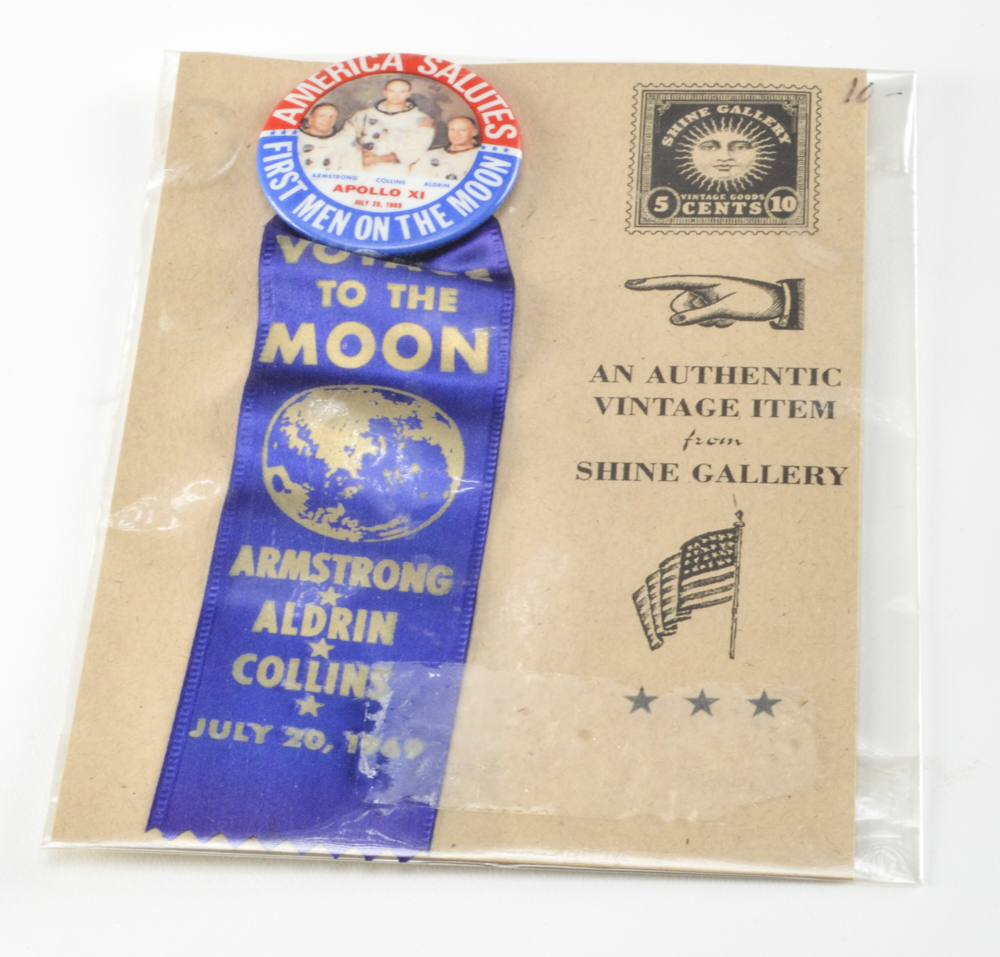 AMERICA SALUTES
FIRST MEN ON THE MOON
ARMSTRONG COLLINS ALDRIN
APOLLO XI
JULY 20, 1969
VOYAGE
TO THE
MOON
ARMSTRONG
ALDRIN
COLLINS
JULY 20, 1969
10-
SHINE GALLERY
VINTAGE GOODS
5 CENTS 10
AN AUTHENTIC
VINTAGE ITEM
from
SHINE GALLERY